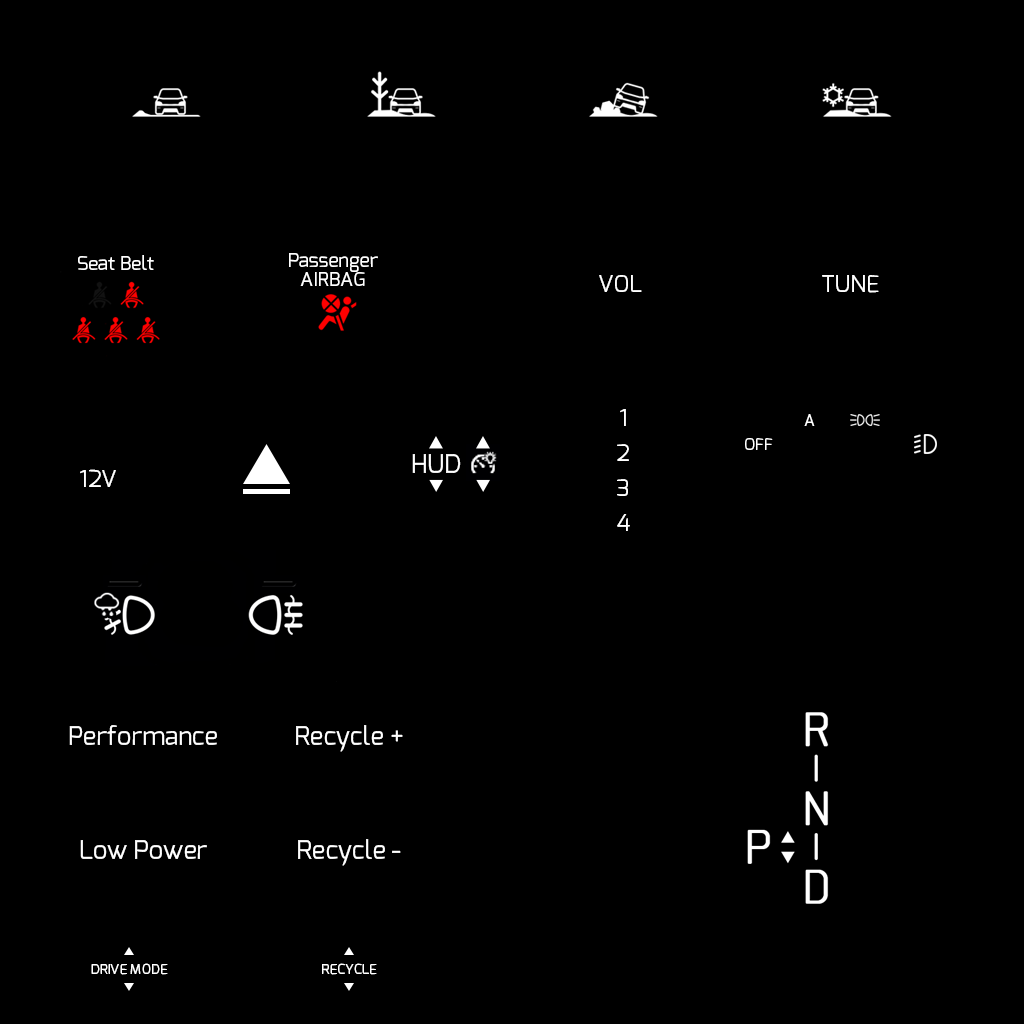 Seat Belt
Passenger
AIRBAG
VOL
TUNE
12V
HUD
1
2
3
4
OFF
A
Performance
Recycle +
Low Power
Recycle -
R
N
P
D
DRIVE MODE
RECYCLE